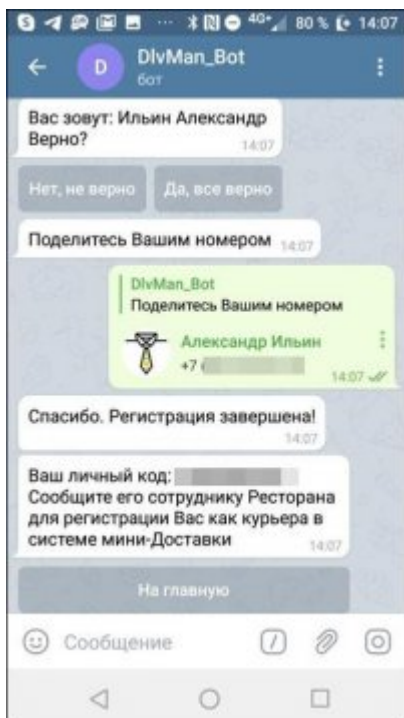 4G+ 80 % 14:07
D
DlvMan_Bot
бот
Вас зовут: Ильин Александр
Верно?
14:07
Нет, не верно
Да, все верно
Поделитесь Вашим номером 14:07
DlvMan_Bot
Поделитесь Вашим номером
Александр Ильин
+7
14:07
Спасибо. Регистрация завершена!
14:07
Ваш личный код:
Сообщите его сотруднику Ресторана
для регистрации Вас как курьера в
системе мини-Доставки
14:07
На главную
Сообщение